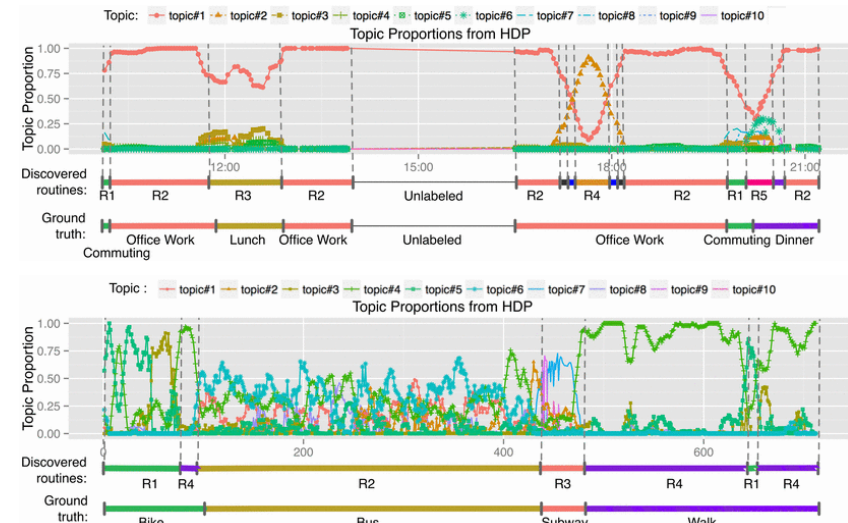 Topic: topic#1 topic#2 topic#3 topic#4 topic#5 topic#6 topic#7 topic#8 topic#9 topic#10
Topic Proportions from HDP
Topic Proportion
1.00
0.75
0.50
0.25
0.00
12:00 15:00 18:00 21:00
Discovered
routines:
R1 R2 R3 R2 Unlabeled R2 R4 R2 R1 R5 R2
Ground
truth:
Office Work Lunch Office Work Unlabeled Office Work Commuting Dinner
Commuting
Topic : topic#1 topic#2 topic#3 topic#4 topic#5 topic#6 topic#7 topic#8 topic#9 topic#10
Topic Proportions from HDP
Topic Proportion
1.00
0.75
0.50
0.25
0.00
0 200 400 600
Discovered
routines:
R1 R4 R2 R3 R4 R1 R4
Ground
truth:
Bike Bus Subway Walk